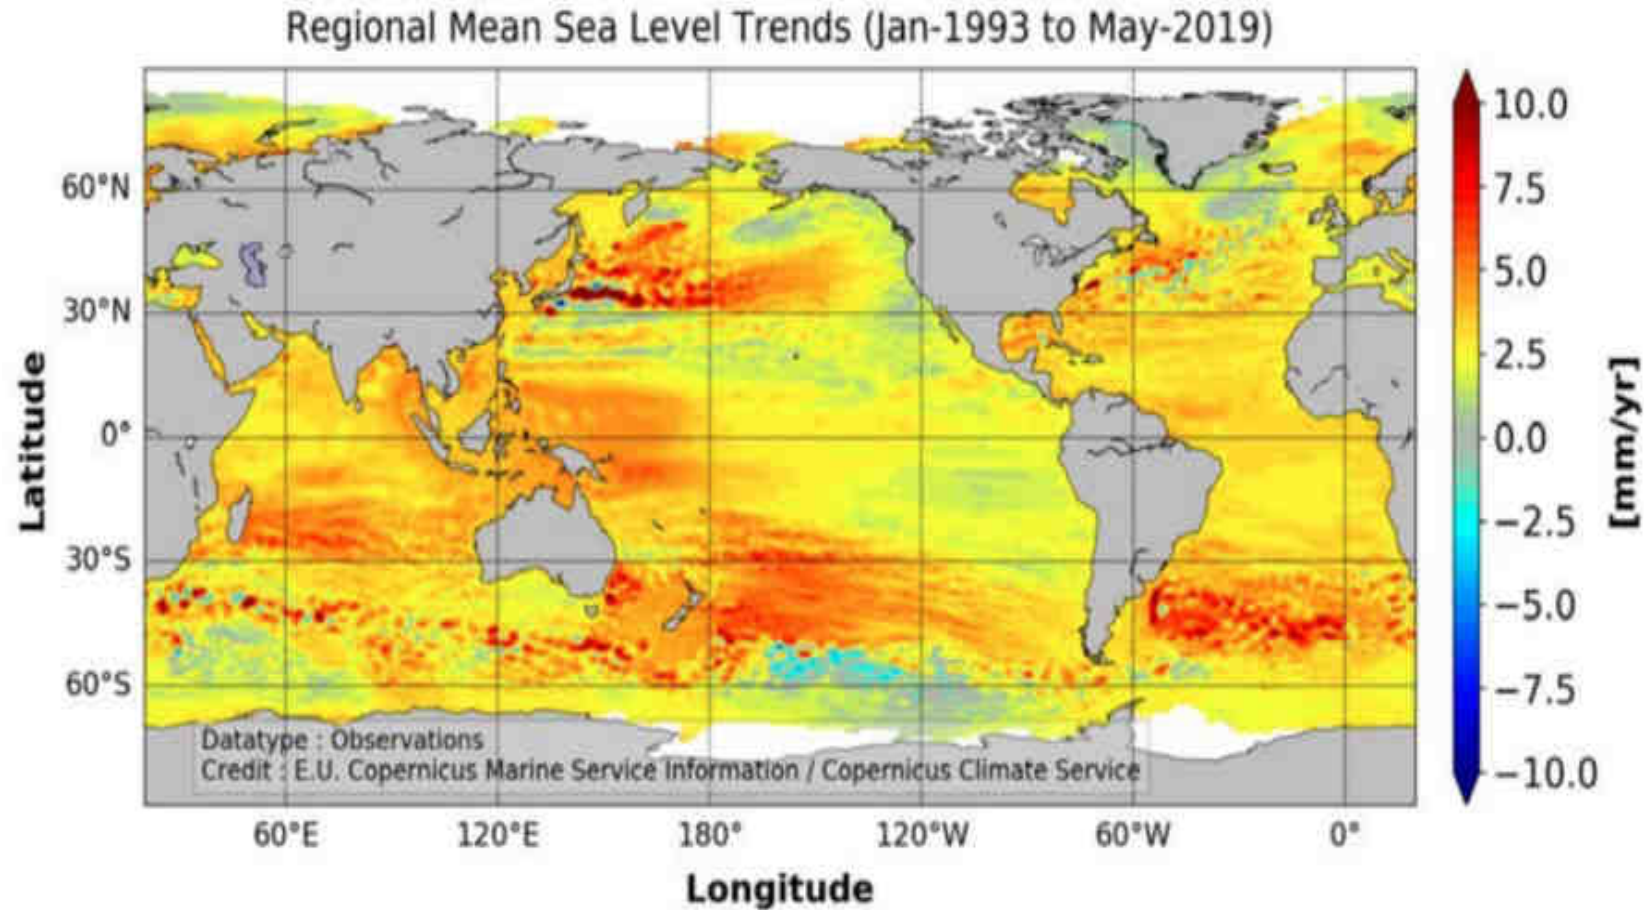 Regional Mean Sea Level Trends (Jan-1993 to May-2019)
10.0
7.5
5.0
2.5
0.0
−2.5
−5.0
−7.5
−10.0
[mm/yr]
Latitude
60°N
30°N
0°
30°S
60°S
Datatype : Observations
Credit : E.U. Copernicus Marine Service Information / Copernicus Climate Service
60°E 120°E 180° 120°W 60°W 0°
Longitude